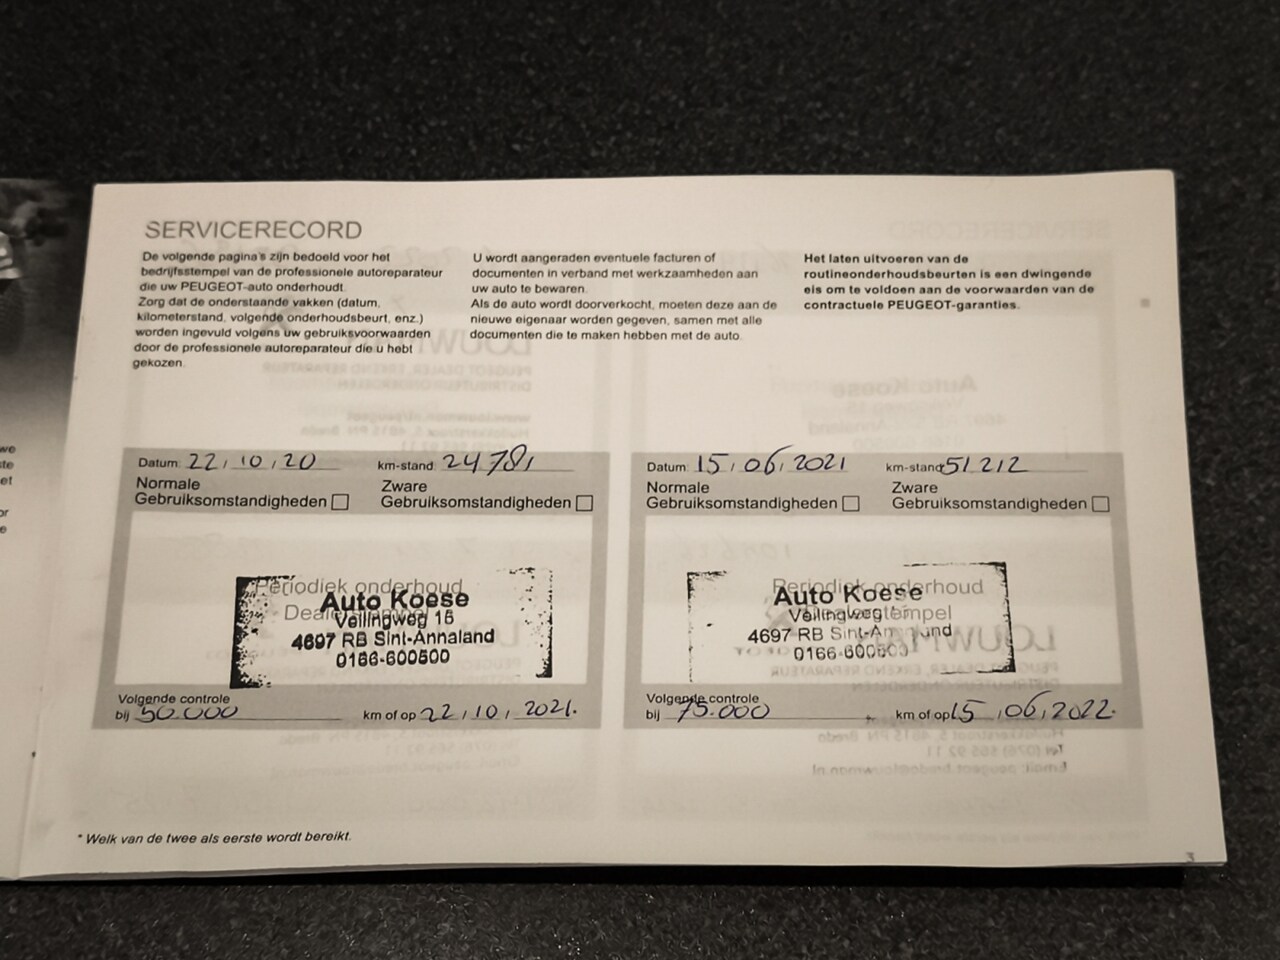 SERVICERECORD
De volgende pagina's zijn bedoeld voor het
bedrijfsstempel van de professionele autoreparateur
die uw PEUGEOT-auto onderhoudt.
Zorg dat de onderstaande vakken (datum,
kilometerstand, volgende onderhoudsbeurt, enz.)
worden ingevuld volgens uw gebruiksvoorwaarden
door de professionele autoreparateur die u hebt
gekozen.
U wordt aangeraden eventuele facturen of
documenten in verband met werkzaamheden aan
uw auto te bewaren.
Als de auto wordt doorverkocht, moeten deze aan de
nieuwe eigenaar worden gegeven, samen met alle
documenten die te maken hebben met de auto.
Het laten uitvoeren van de
routineonderhoudsbeurten is een dwingende
eis om te voldoen aan de voorwaarden van de
contractuele PEUGEOT-garanties.
Datum: 22 / 10 / 20 km-stand: 24781
Normale
Gebruiksomstandigheden
Zware
Gebruiksomstandigheden
Periodiek onderhoud
Auto Koese
Veilingweg 15
4697 RB Sint-Annaland
0166-600500
Volgende controle
bij 50.000 km of op 22 / 10 / 2021.
Datum: 15 / 06 / 2021 km-stand 51212
Normale
Gebruiksomstandigheden
Zware
Gebruiksomstandigheden
Periodiek onderhoud
Auto Koese
Dealerstempel
Veilingweg
4697 RB Sint-Annaland
0166-600500
Volgende controle
bij 75.000 km of op 15 / 06 / 2022.
* Welk van de twee als eerste wordt bereikt.
3